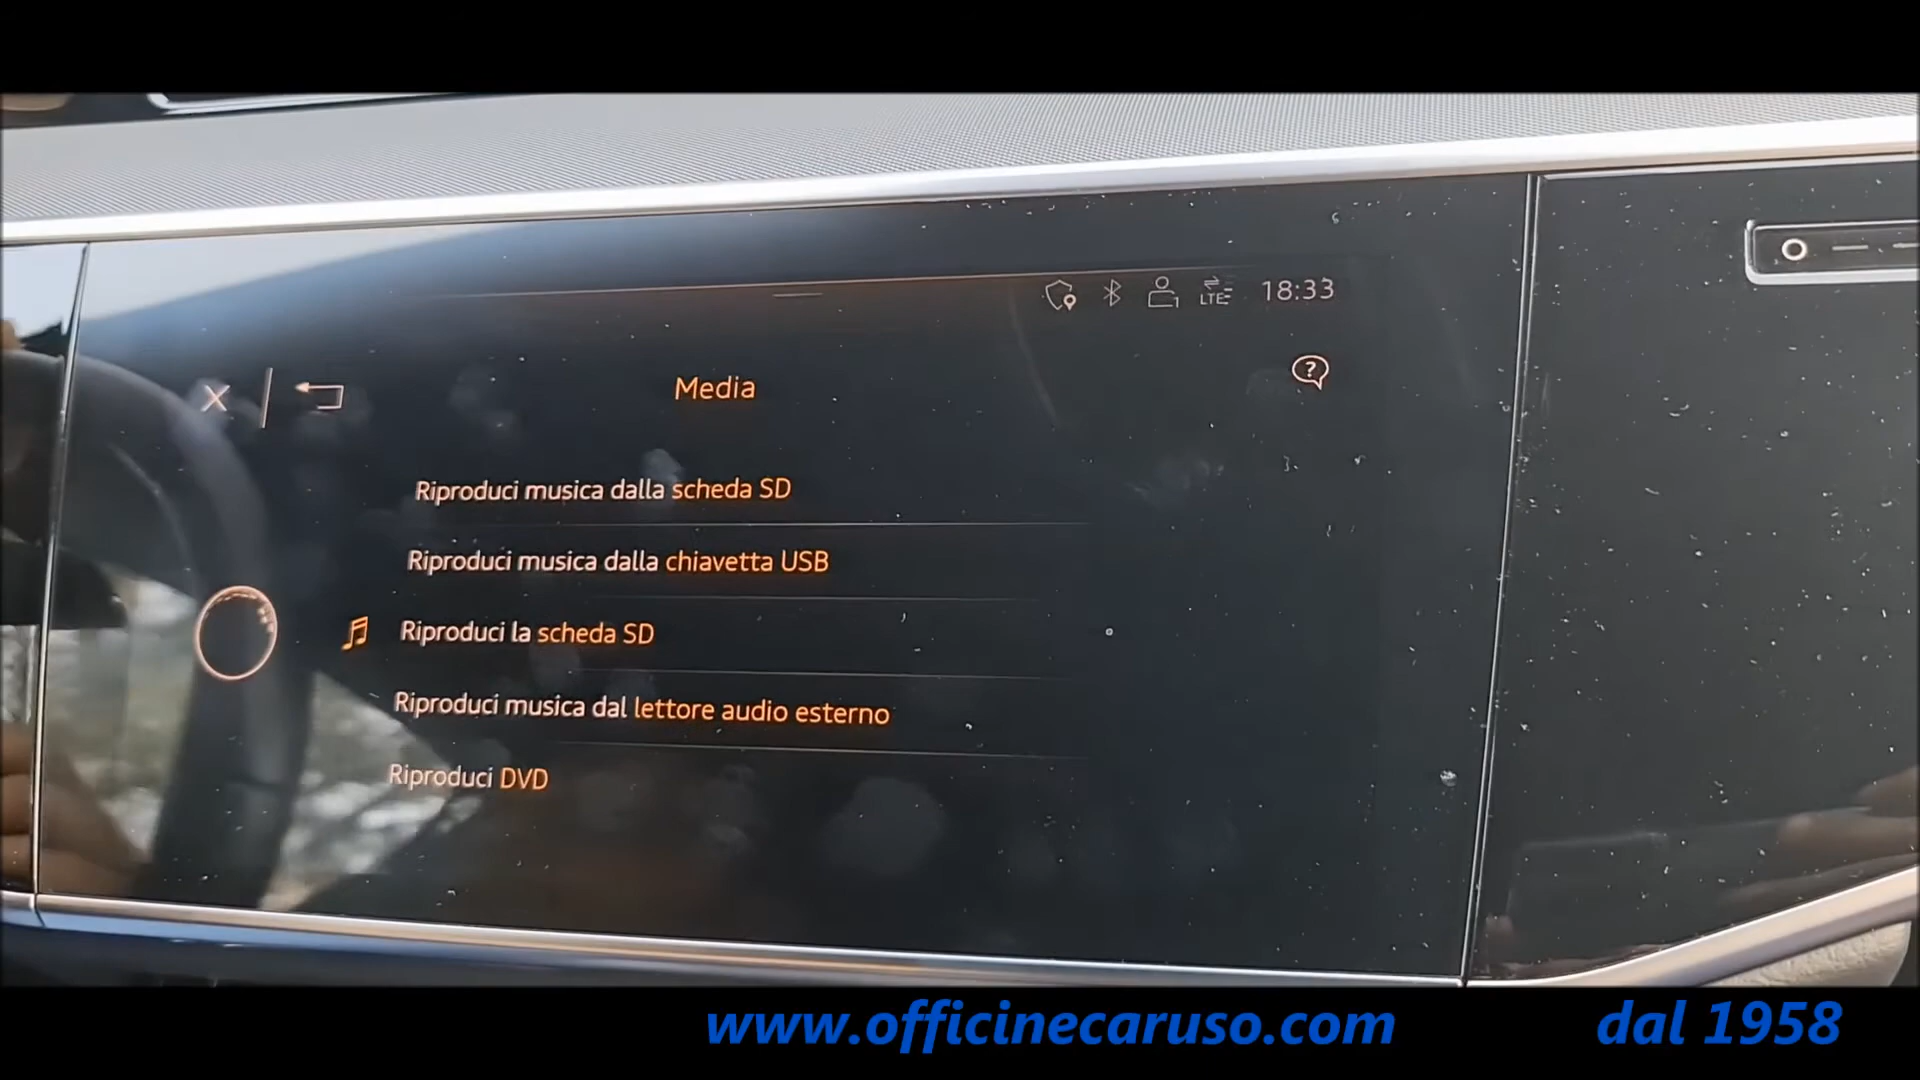 LTE 18:33
Media
Riproduci musica dalla scheda SD
Riproduci musica dalla chiavetta USB
Riproduci la scheda SD
Riproduci musica dal lettore audio esterno
Riproduci DVD
www.officinecaruso.com dal 1958